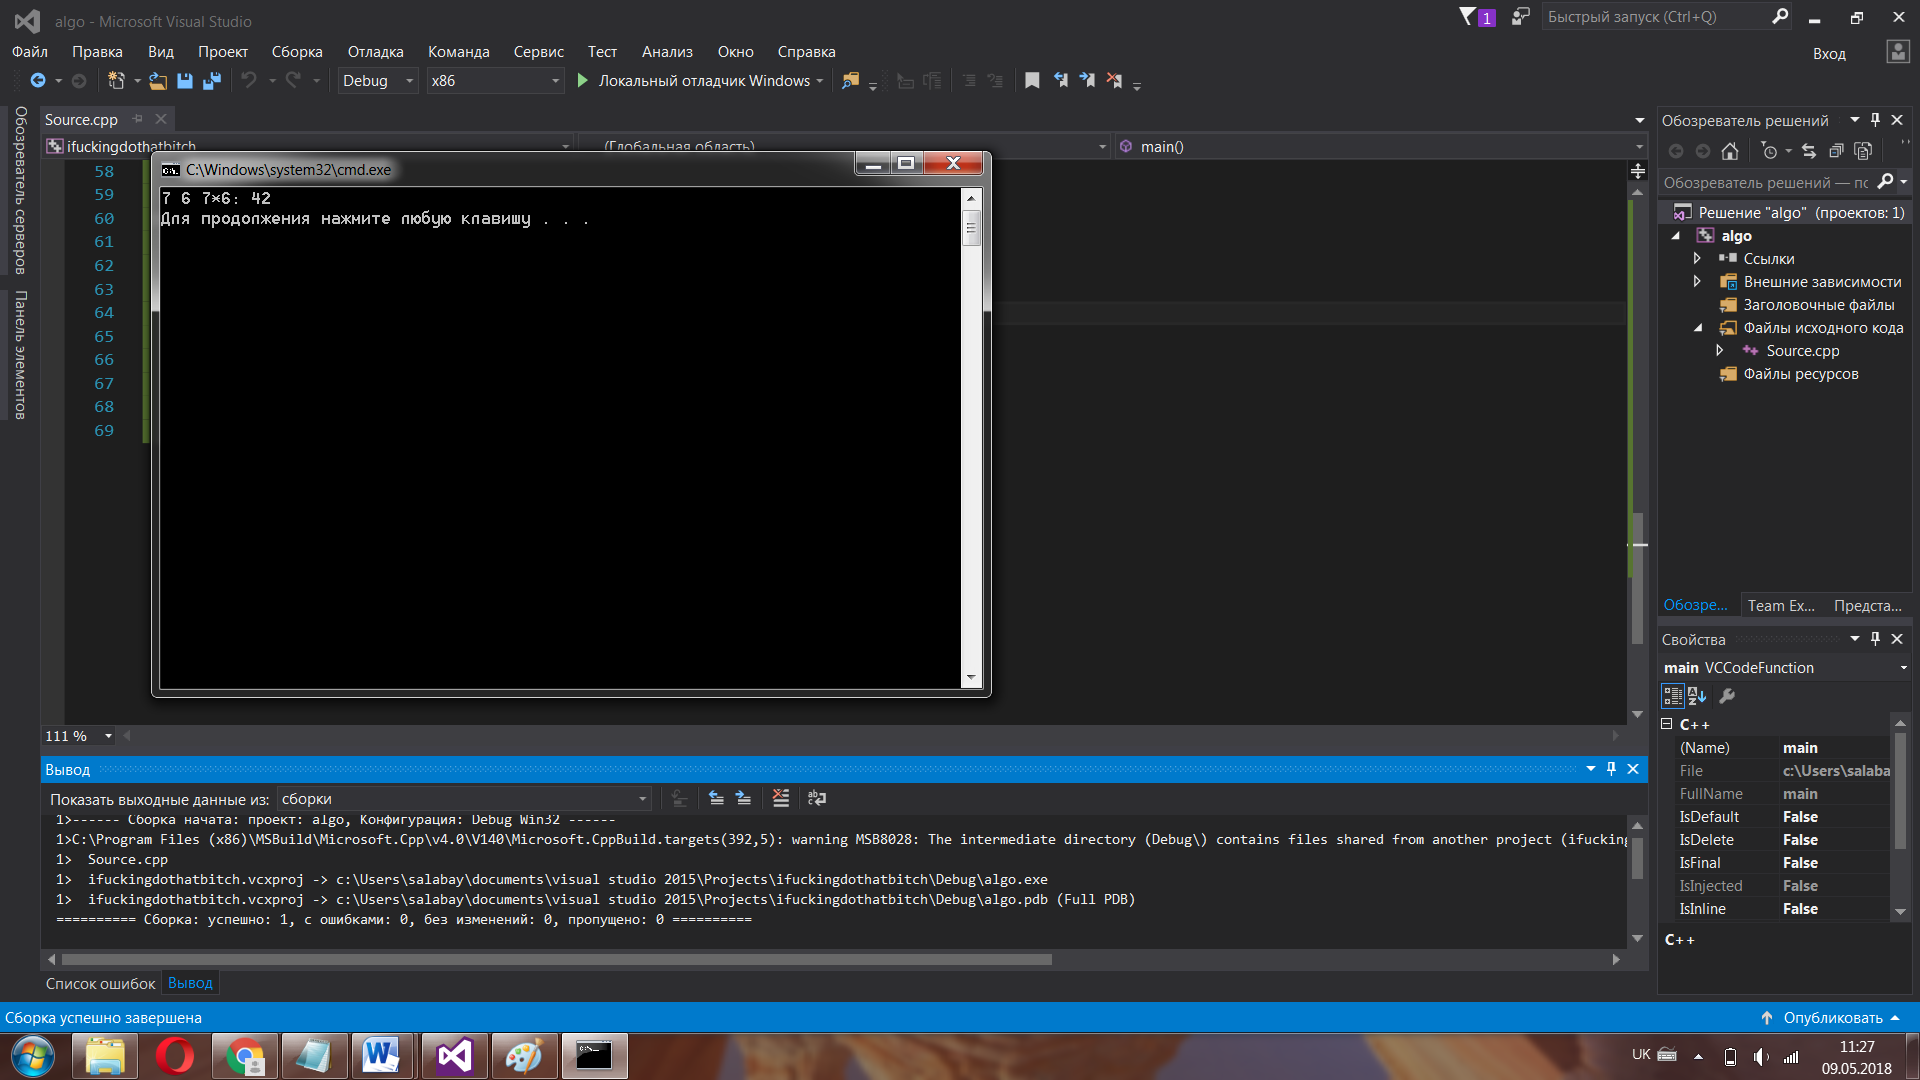 algo - Microsoft Visual Studio
1
Быстрый запуск (Ctrl+Q)
Файл Правка Вид Проект Сборка Отладка Команда Сервис Тест Анализ Окно Справка
Вход
Debug x86 Локальный отладчик Windows
Обозреватель серверов
Панель элементов
Source.cpp
ifuckingdothatbitch (Глобальная область) main()
58
59
60
61
62
63
64
65
66
67
68
69
C:\Windows\system32\cmd.exe
7 6 7*6: 42
Для продолжения нажмите любую клавишу . . .
111 %
Обозреватель решений
Обозреватель решений — по
Решение "algo" (проектов: 1)
algo
Ссылки
Внешние зависимости
Заголовочные файлы
Файлы исходного кода
Source.cpp
Файлы ресурсов
Обозре... Team Ex... Предста...
Свойства
main VCCodeFunction
C++
(Name) main
File c:\Users\salaba
FullName main
IsDefault False
IsDelete False
IsFinal False
IsInjected False
IsInline False
C++
Вывод
Показать выходные данные из: сборки
1>------ Сборка начата: проект: algo, Конфигурация: Debug Win32 ------
1>C:\Program Files (x86)\MSBuild\Microsoft.Cpp\v4.0\V140\Microsoft.CppBuild.targets(392,5): warning MSB8028: The intermediate directory (Debug\) contains files shared from another project (ifucking
1>  Source.cpp
1>  ifuckingdothatbitch.vcxproj -> c:\Users\salabay\documents\visual studio 2015\Projects\ifuckingdothatbitch\Debug\algo.exe
1>  ifuckingdothatbitch.vcxproj -> c:\Users\salabay\documents\visual studio 2015\Projects\ifuckingdothatbitch\Debug\algo.pdb (Full PDB)
========== Сборка: успешно: 1, с ошибками: 0, без изменений: 0, пропущено: 0 ==========
Список ошибок Вывод
Сборка успешно завершена
Опубликовать
UK
11:27
09.05.2018